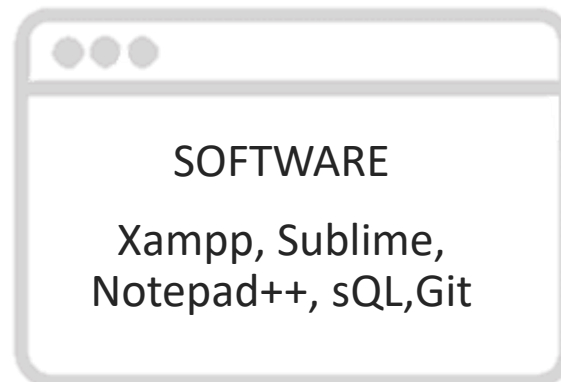 SOFTWARE
Xampp, Sublime,
Notepad++, sQL,Git